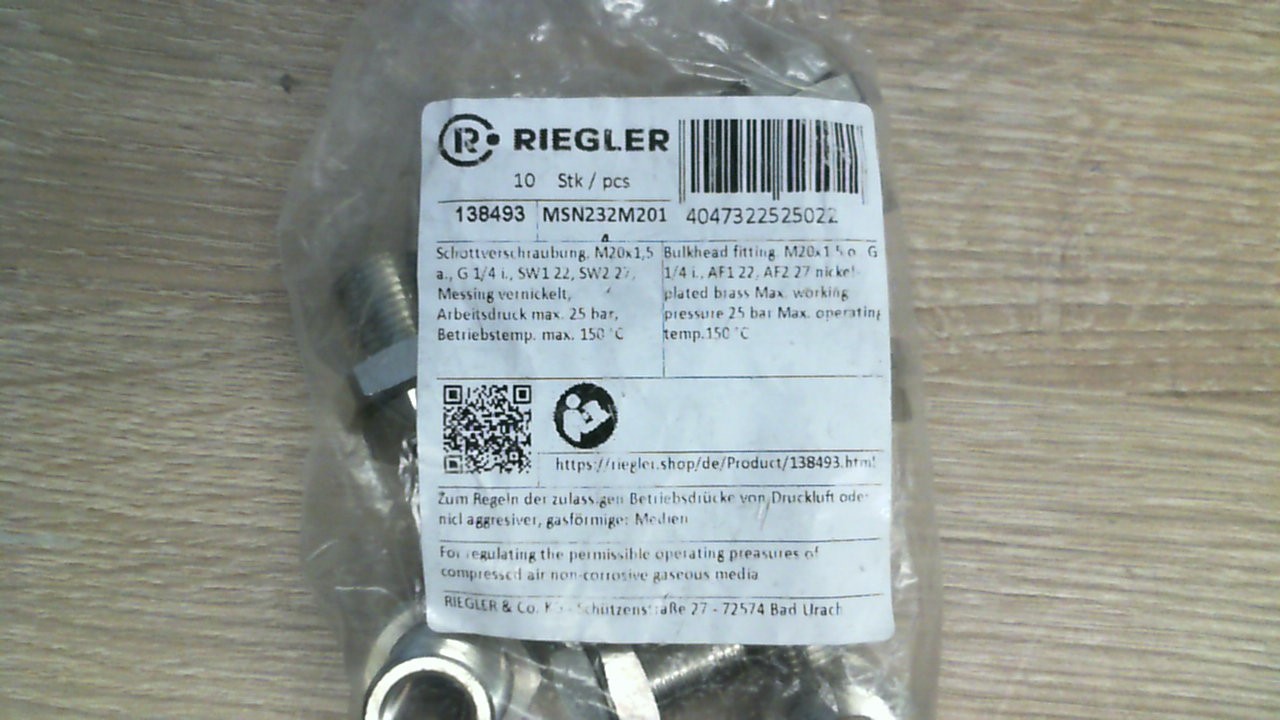 RIEGLER
10 Stk / pcs
138493 MSN232M201 4047322525022
Schottverschraubung, M20x1,5
a., G 1/4 i., SW1 22, SW2 27,
Messing vernickelt,
Arbeitsdruck max. 25 bar,
Betriebstemp. max. 150 °C
Bulkhead fitting, M20x1,5 o., G
1/4 i., AF1 22, AF2 27 nickel-
plated brass Max. working
pressure 25 bar Max. operating
temp.150 °C
https://riegler.shop/de/Product/138493.html
Zum Regeln der zulässigen Betriebsdrücke von Druckluft oder
nicl aggresiver, gasförmiger Medien
For regulating the permissible operating preasures of
compressed air non-corrosive gaseous media
RIEGLER & Co. KG - Schützenstraße 27 - 72574 Bad Urach